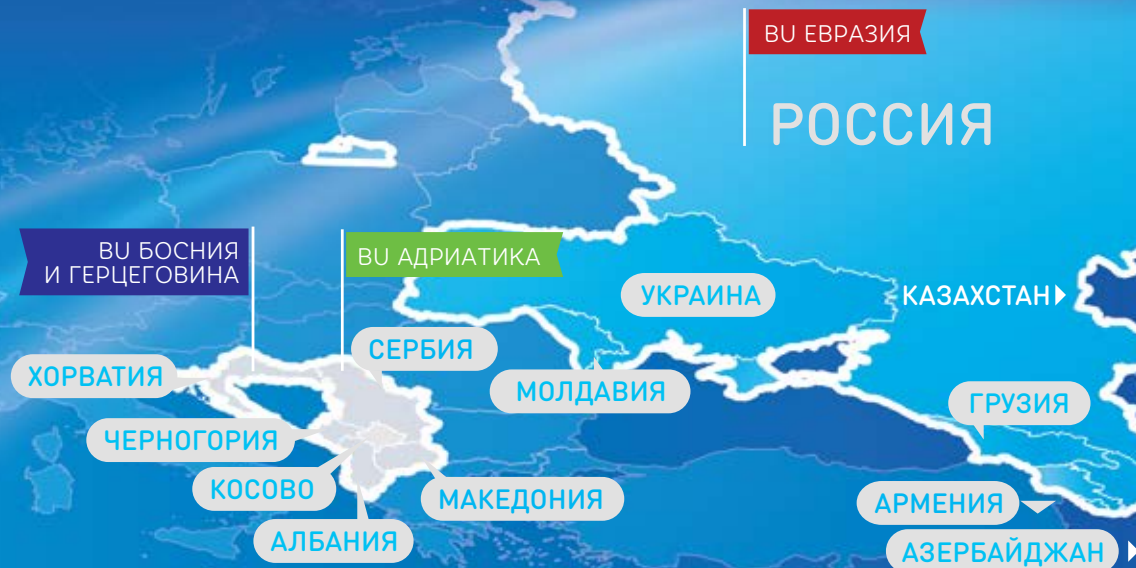 BU ЕВРАЗИЯ
РОССИЯ
BU БОСНИЯ
И ГЕРЦЕГОВИНА
BU АДРИАТИКА
УКРАИНА
КАЗАХСТАН
СЕРБИЯ
ХОРВАТИЯ
МОЛДАВИЯ
ГРУЗИЯ
ЧЕРНОГОРИЯ
КОСОВО
МАКЕДОНИЯ
АРМЕНИЯ
АЛБАНИЯ
АЗЕРБАЙДЖАН